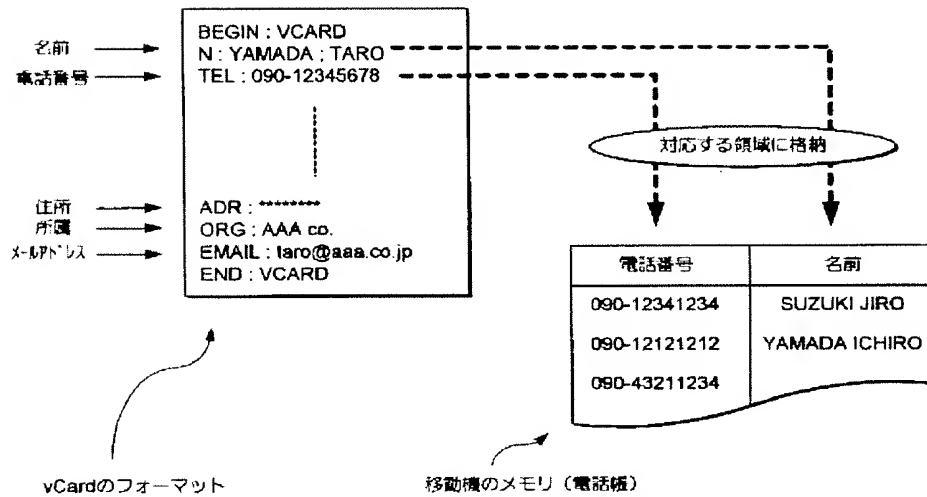 名前
電話番号
BEGIN : VCARD
N : YAMADA ; TARO
TEL : 090-12345678
対応する領域に格納
住所
所属
メールアドレス
ADR : ********
ORG : AAA co.
EMAIL : taro@aaa.co.jp
END : VCARD
電話番号 名前
090-12341234 SUZUKI JIRO
090-12121212 YAMADA ICHIRO
090-43211234
vCardのフォーマット
移動機のメモリ（電話帳）